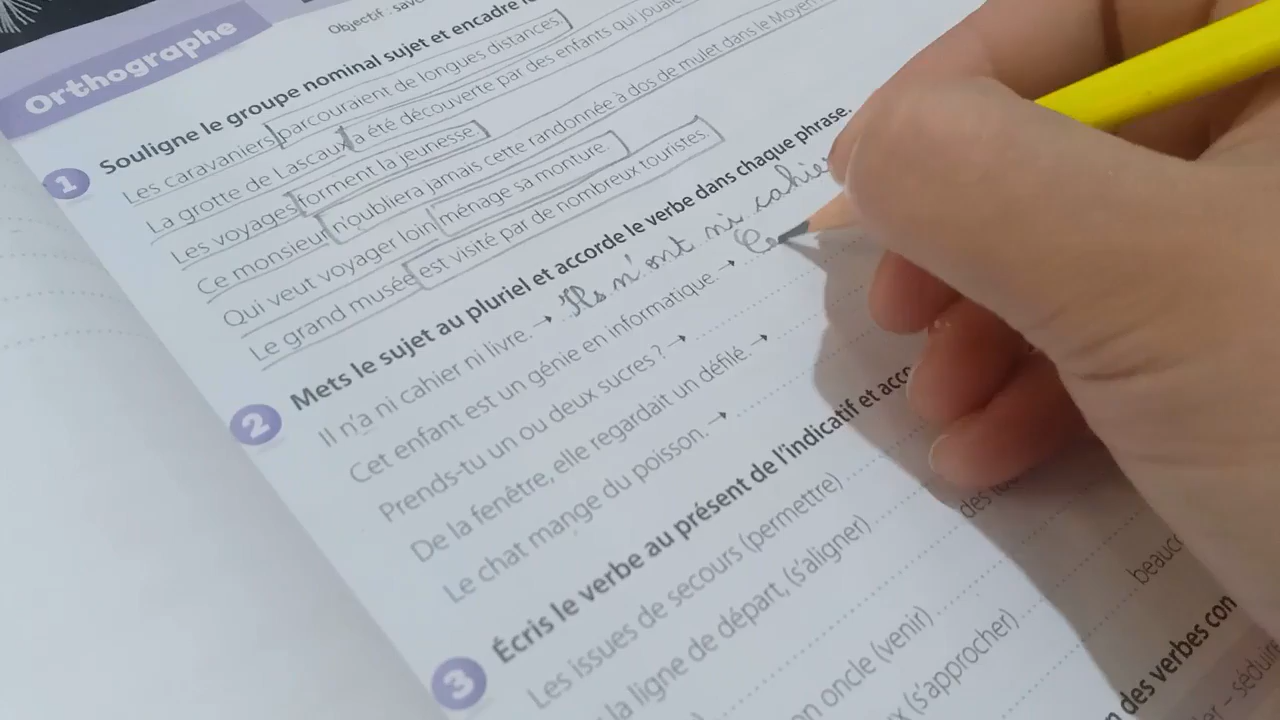 Orthographe
Objectif : sav
1 Souligne le groupe nominal sujet et encadre
Les caravaniers parcouraient de longues distances.
La grotte de Lascaux a été découverte par des enfants qui jouaie
Les voyages forment la jeunesse.
Ce monsieur n'oubliera jamais cette randonnée à dos de mulet dans le Moyen
Qui veut voyager loin ménage sa monture.
Le grand musée est visité par de nombreux touristes.
2 Mets le sujet au pluriel et accorde le verbe dans chaque phrase.
Il n'a ni cahier ni livre. → Ils n'ont ni cahier
Cet enfant est un génie en informatique. →
Prends-tu un ou deux sucres ? →
De la fenêtre, elle regardait un défilé. →
Le chat mange du poisson. →
3 Écris le verbe au présent de l'indicatif et acco
Les issues de secours (permettre)
la ligne de départ, (s'aligner) des
on oncle (venir)
x (s'approcher) beauco
n des verbes con
er – séduire